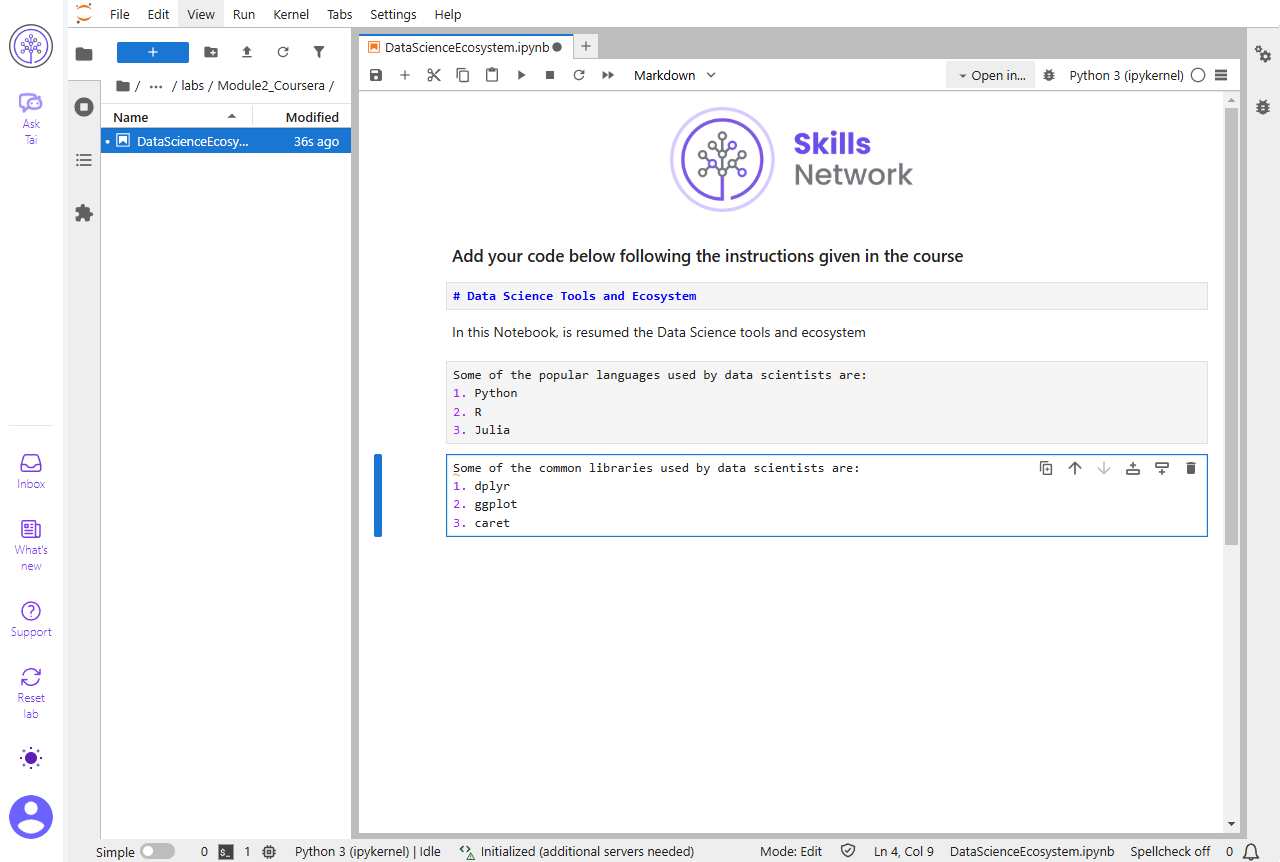 File Edit View Run Kernel Tabs Settings Help
Ask
Tai
Inbox
What's
new
Support
Reset
lab
+
/ ··· / labs / Module2_Coursera /
Name Modified
DataScienceEcosy... 36s ago
DataScienceEcosystem.ipynb
Markdown
Open in...
Python 3 (ipykernel)
Skills
Network
Add your code below following the instructions given in the course
# Data Science Tools and Ecosystem
In this Notebook, is resumed the Data Science tools and ecosystem
Some of the popular languages used by data scientists are:
1. Python
2. R
3. Julia
Some of the common libraries used by data scientists are:
1. dplyr
2. ggplot
3. caret
Simple 0 $_ 1 Python 3 (ipykernel) | Idle Initialized (additional servers needed) Mode: Edit Ln 4, Col 9 DataScienceEcosystem.ipynb Spellcheck off 0